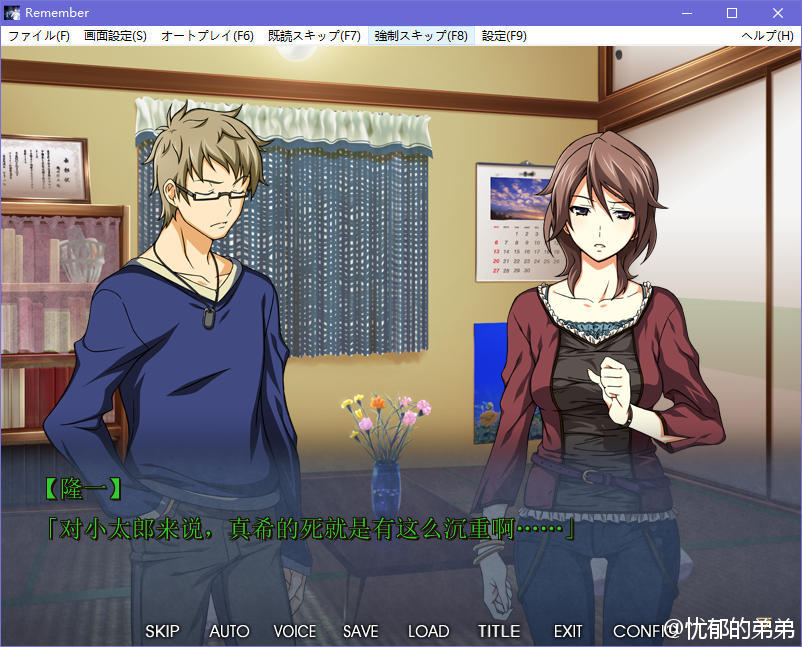 Remember
ファイル(F) 画面設定(S) オートプレイ(F6) 既読スキップ(F7) 強制スキップ(F8) 設定(F9) ヘルプ(H)
【隆一】
「对小太郎来说，真希的死就是有这么沉重啊……」
SKIP AUTO VOICE SAVE LOAD TITLE EXIT CONFIG
@忧郁的弟弟